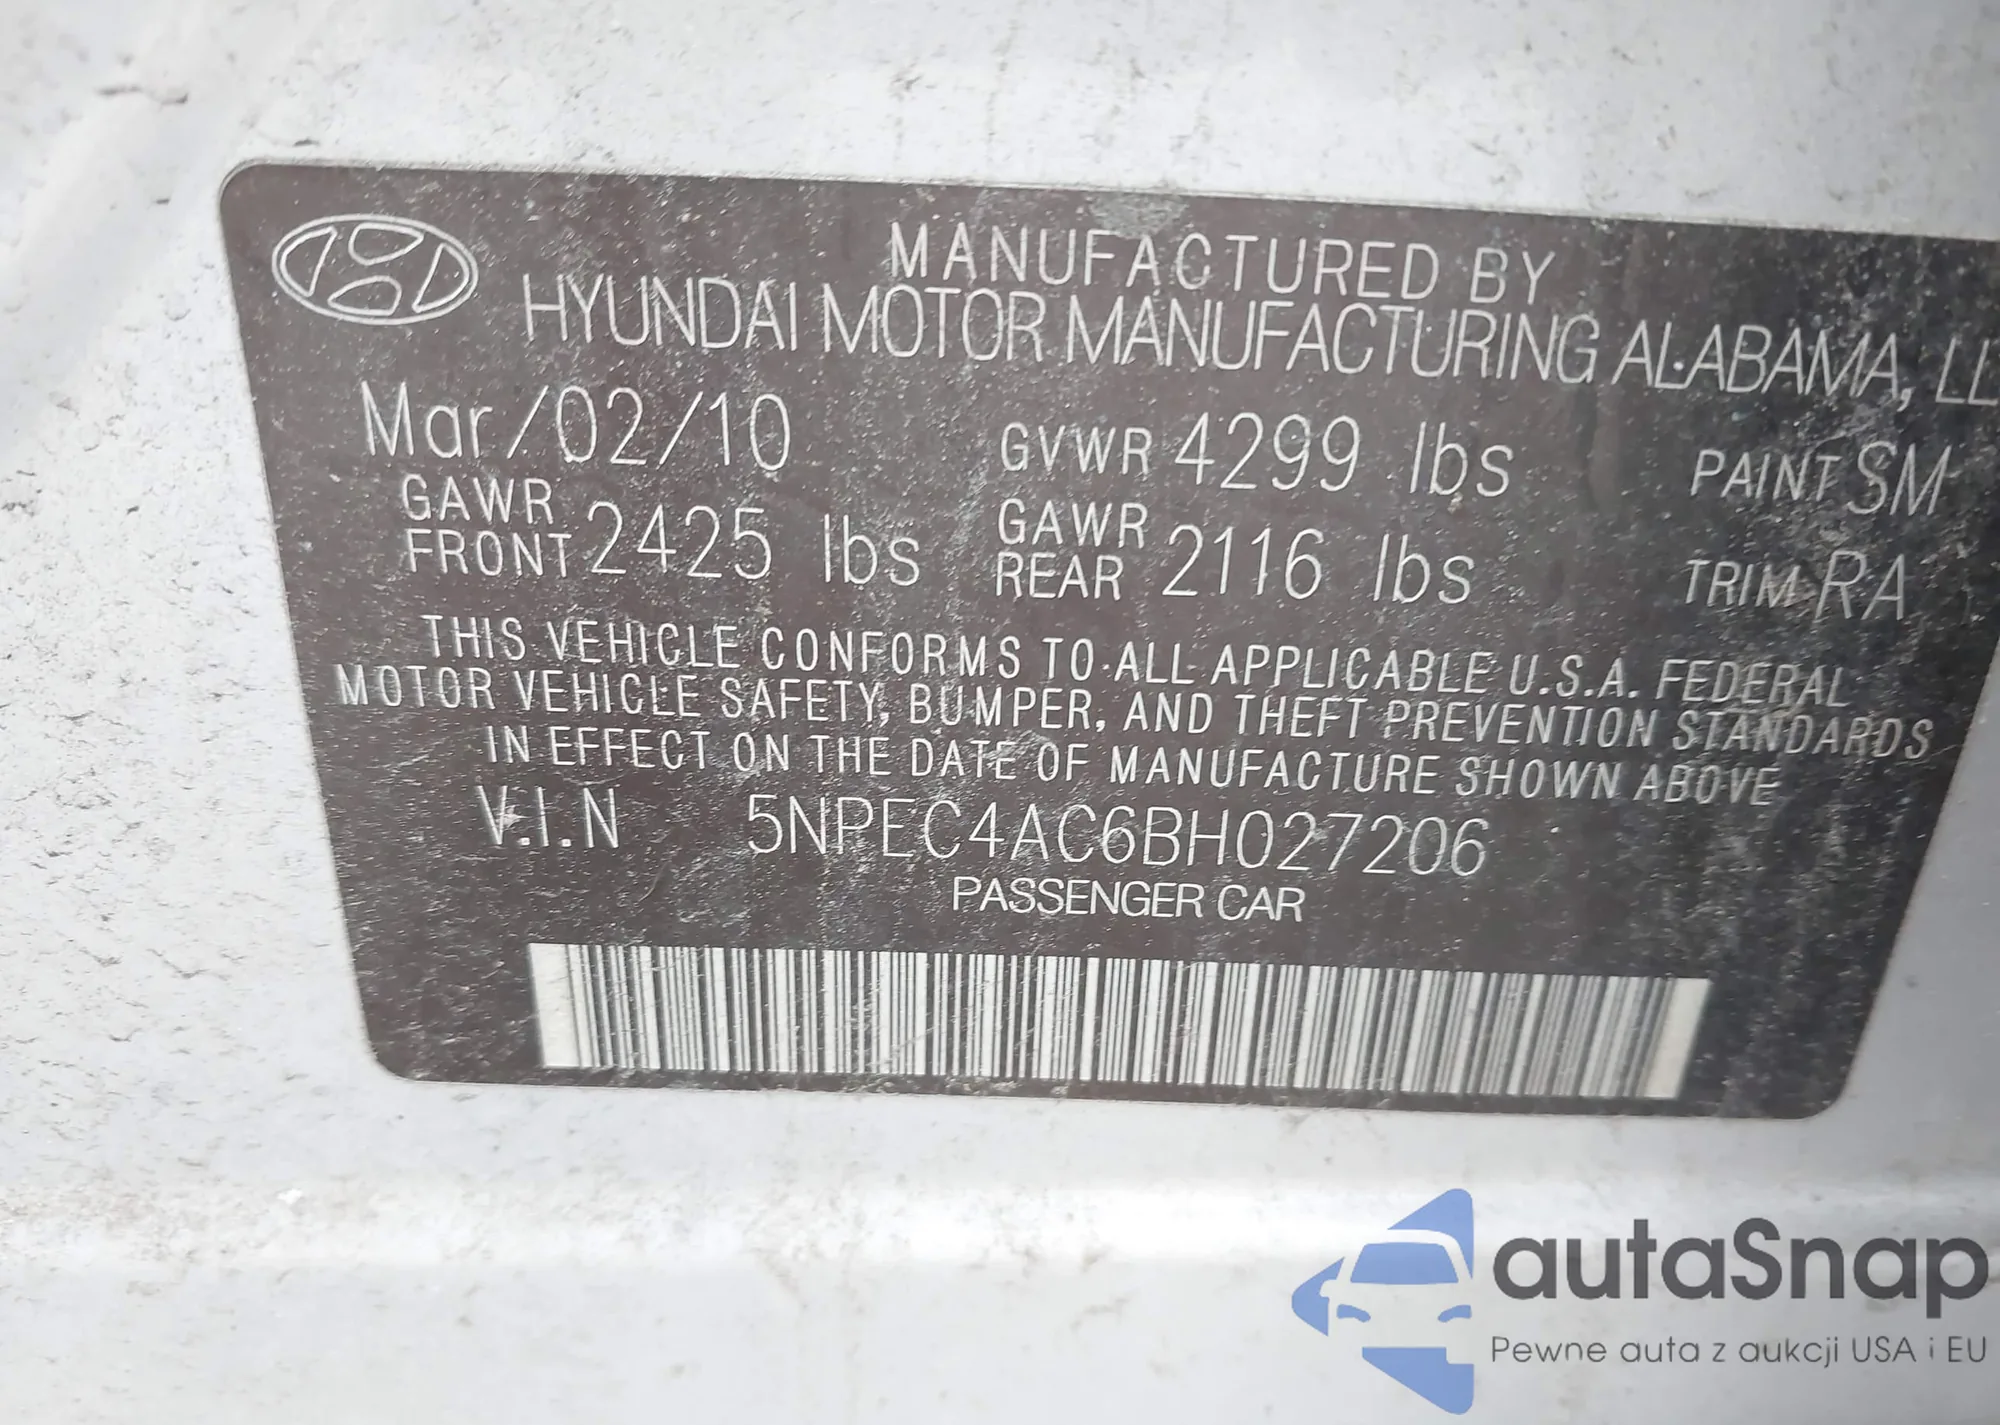 MANUFACTURED BY
HYUNDAI MOTOR MANUFACTURING ALABAMA, LL
Mar/02/10 GVWR 4299 lbs PAINT SM
GAWR FRONT 2425 lbs GAWR REAR 2116 lbs TRIM RA
THIS VEHICLE CONFORMS TO ALL APPLICABLE U.S.A. FEDERAL
MOTOR VEHICLE SAFETY, BUMPER, AND THEFT PREVENTION STANDARDS
IN EFFECT ON THE DATE OF MANUFACTURE SHOWN ABOVE
V.I.N 5NPEC4AC6BH027206
PASSENGER CAR
autaSnap
Pewne auta z aukcji USA i EU